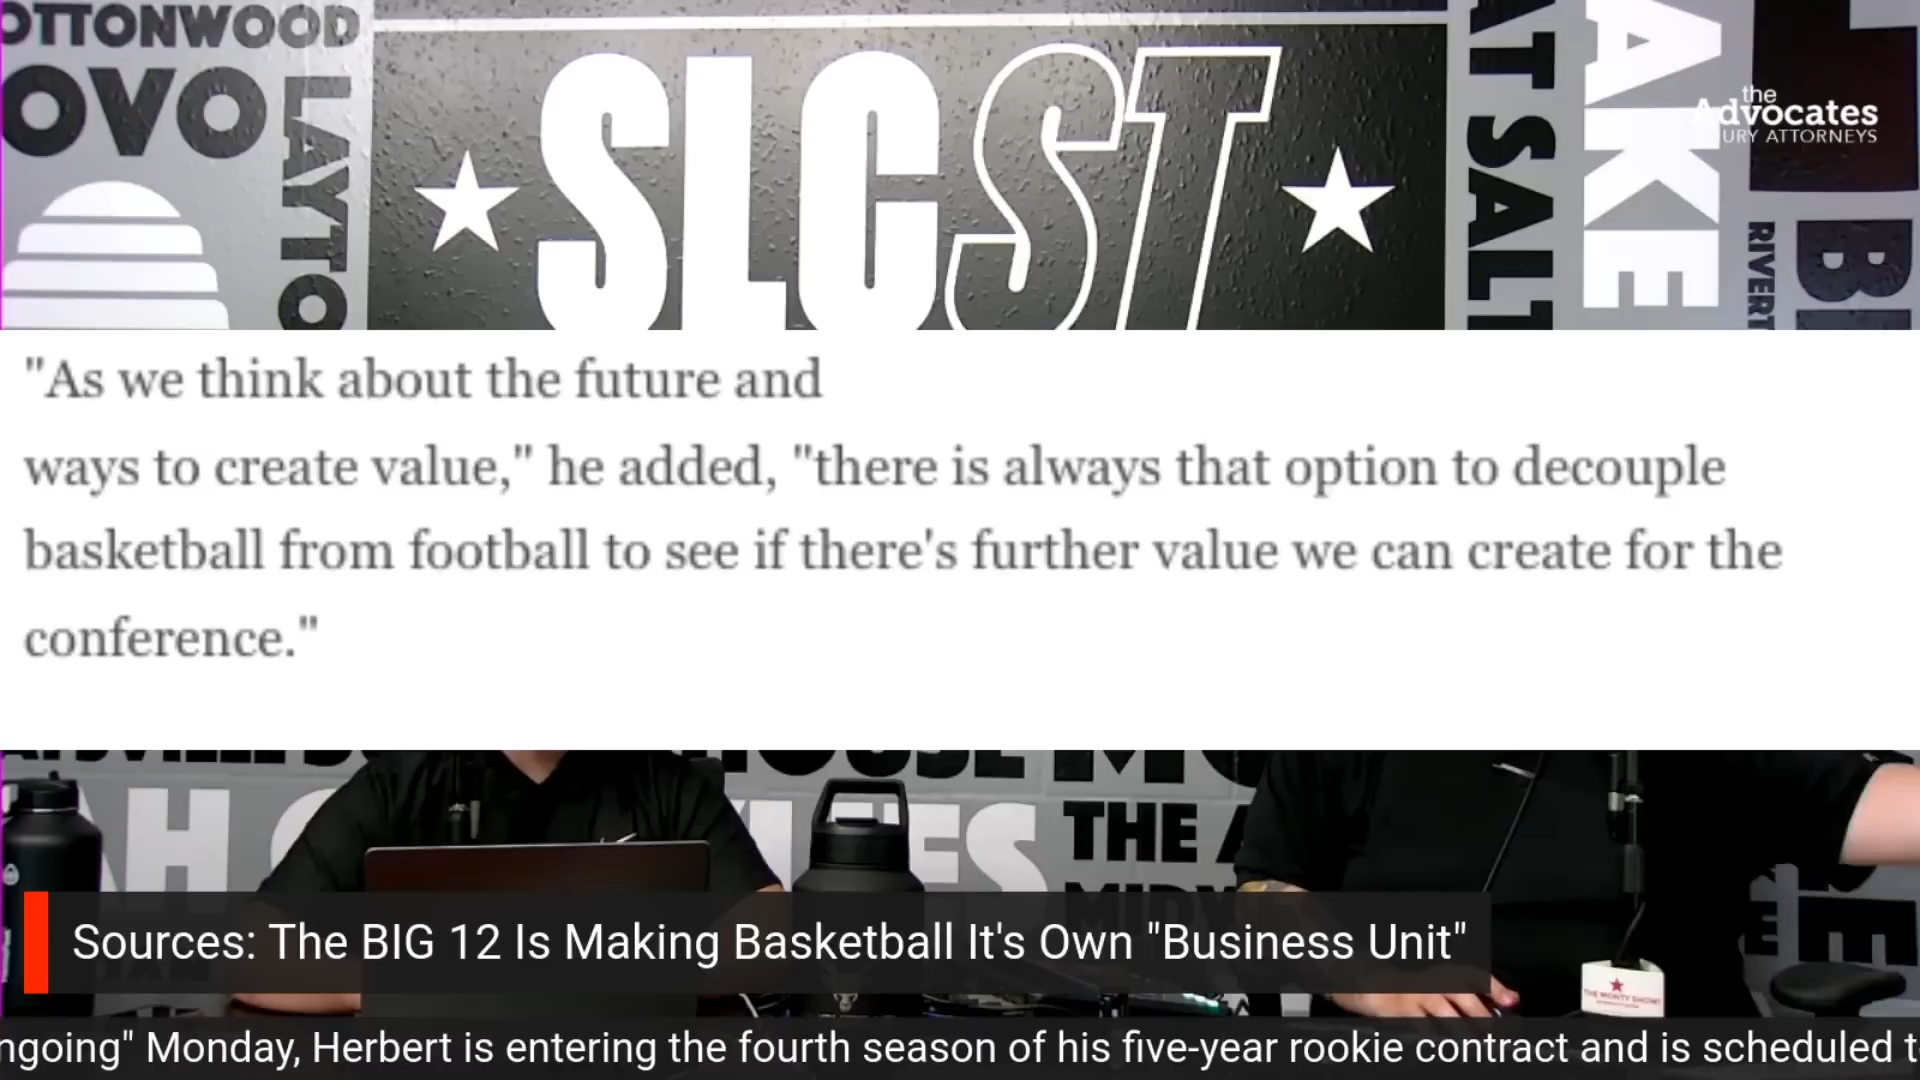 OTTONWOOD
OVO
LAYTO
SLCST
AT SALT
AKE
RIVERT
the
Advocates
URY ATTORNEYS
"As we think about the future and
ways to create value," he added, "there is always that option to decouple
basketball from football to see if there's further value we can create for the
conference."
THE A
Sources: The BIG 12 Is Making Basketball It's Own "Business Unit"
THE MONTY SHOW
ngoing" Monday, Herbert is entering the fourth season of his five-year rookie contract and is scheduled t